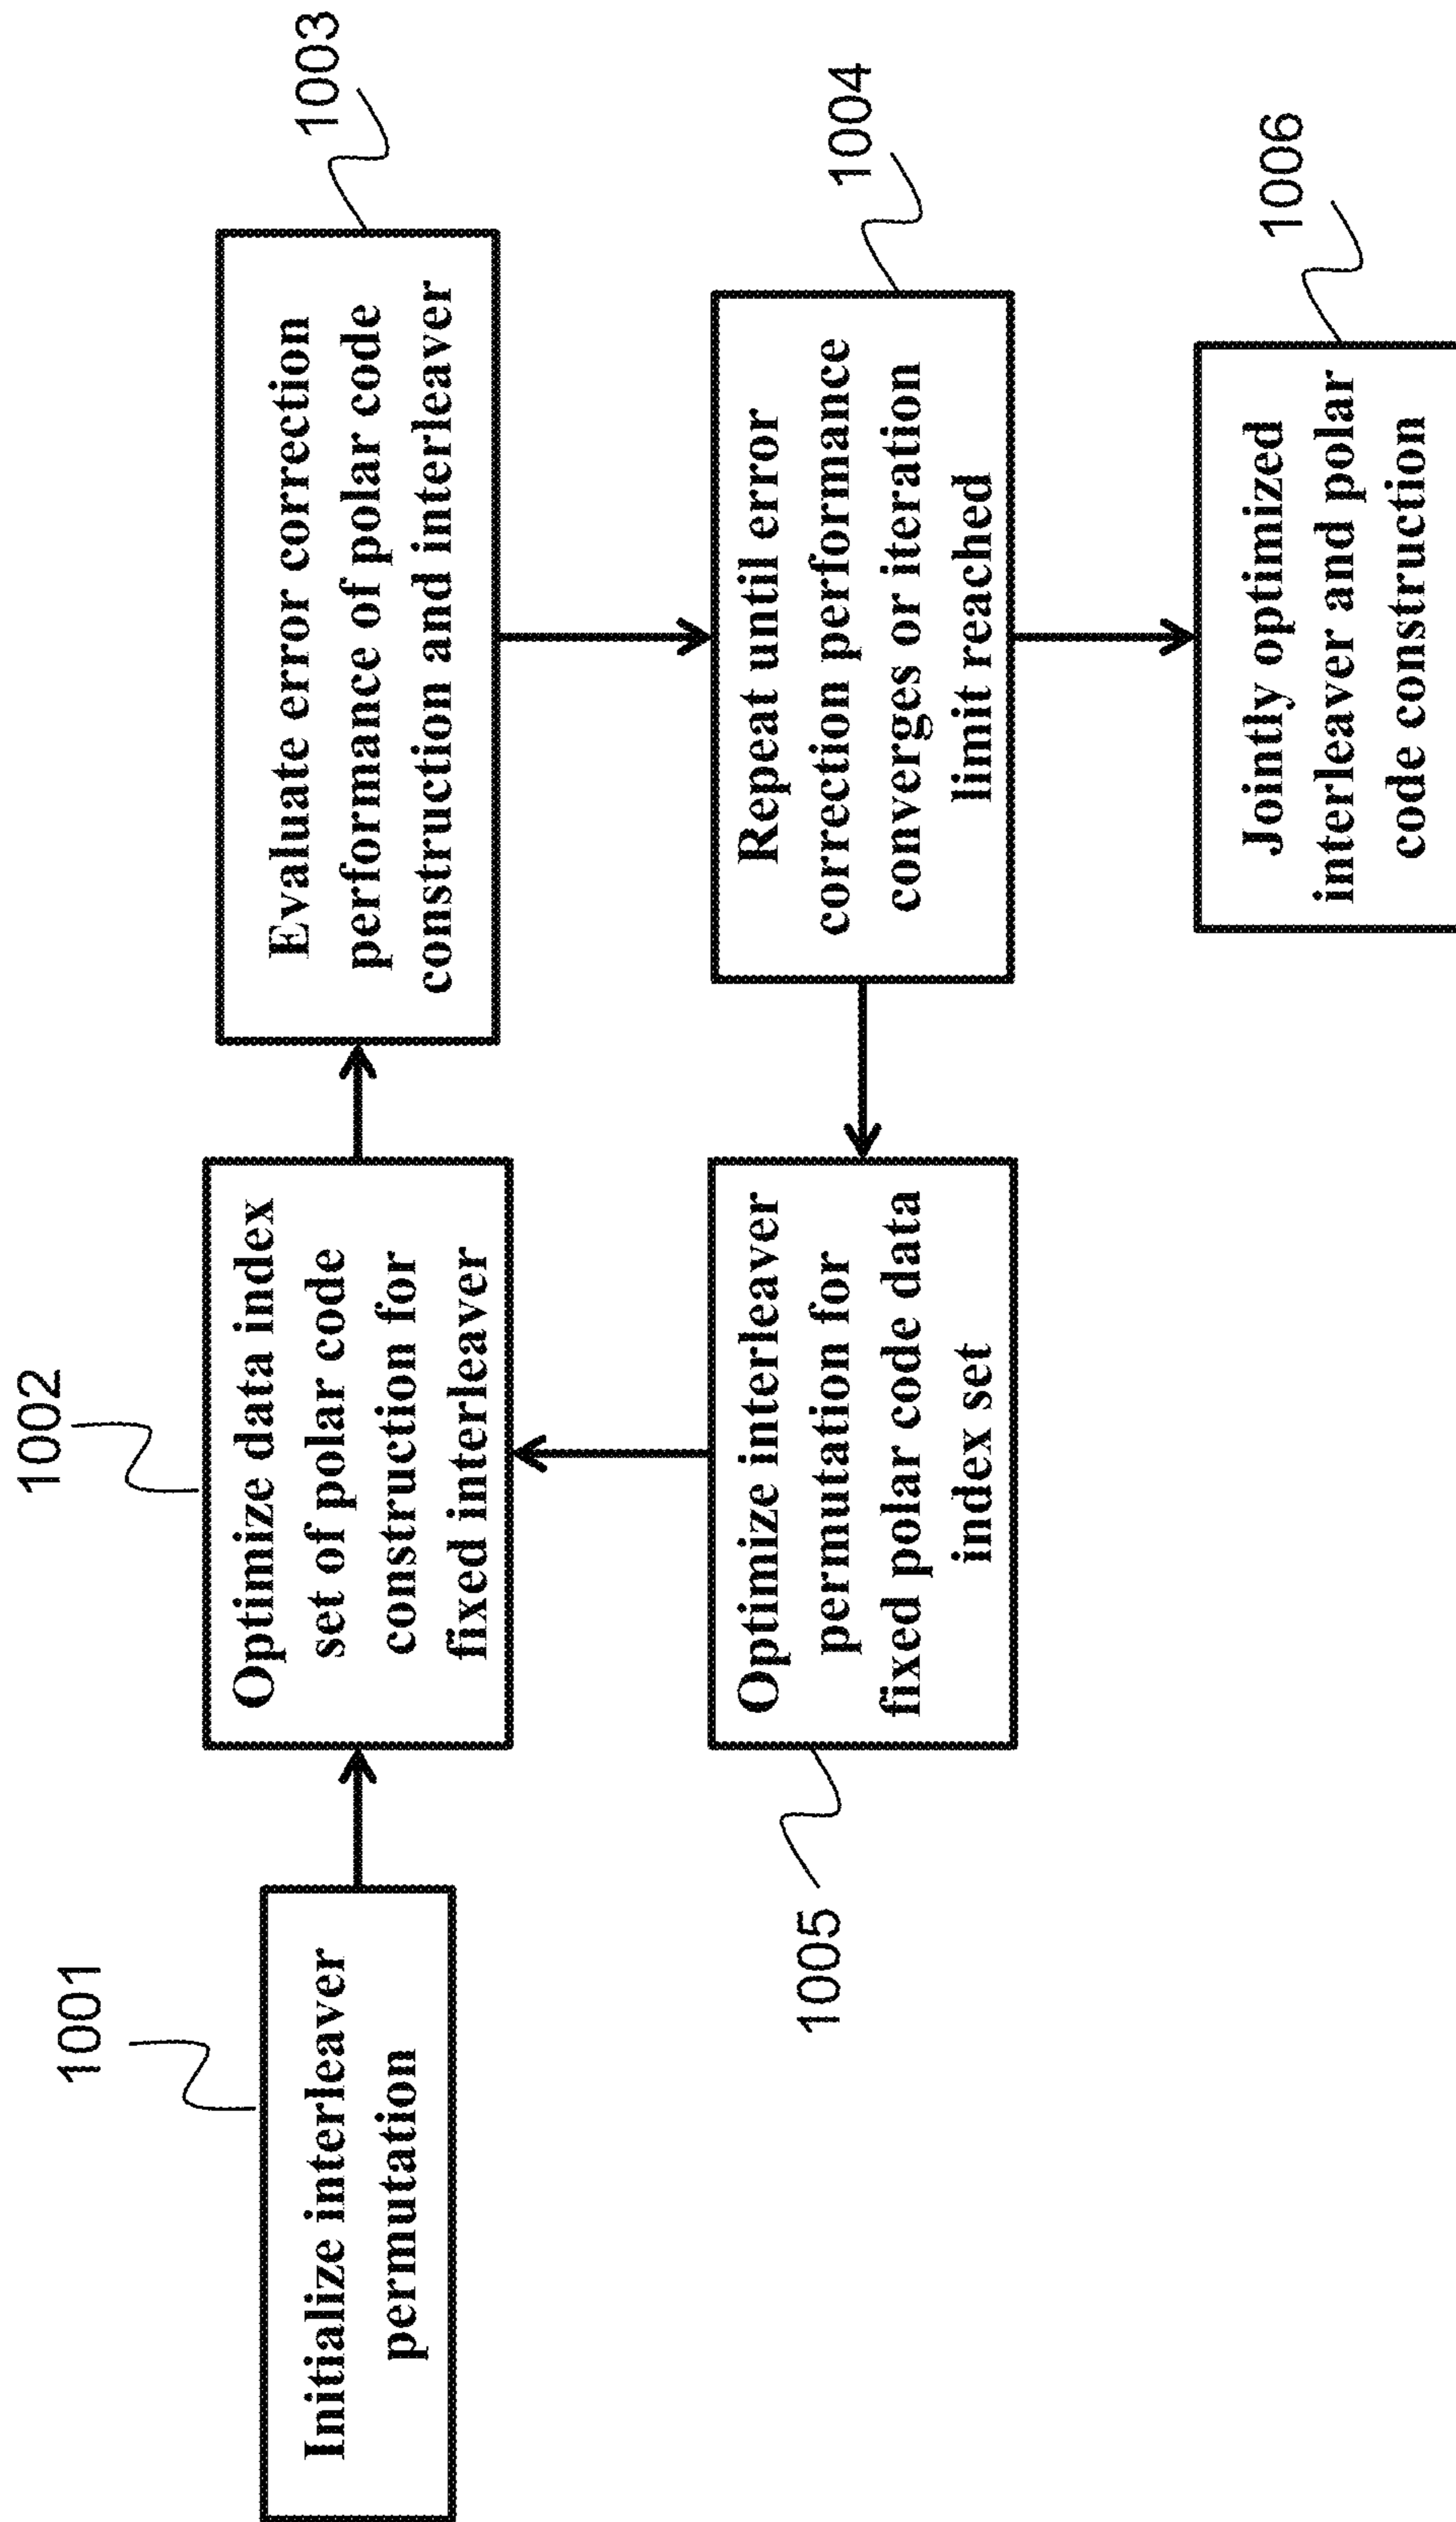 1001
Initialize interleaver
permutation
1002
Optimize data index
set of polar code
construction for
fixed interleaver
1003
Evaluate error correction
performance of polar code
construction and interleaver
1004
Repeat until error
correction performance
converges or iteration
limit reached
1005
Optimize interleaver
permutation for
fixed polar code data
index set
1006
Jointly optimized
interleaver and polar
code construction